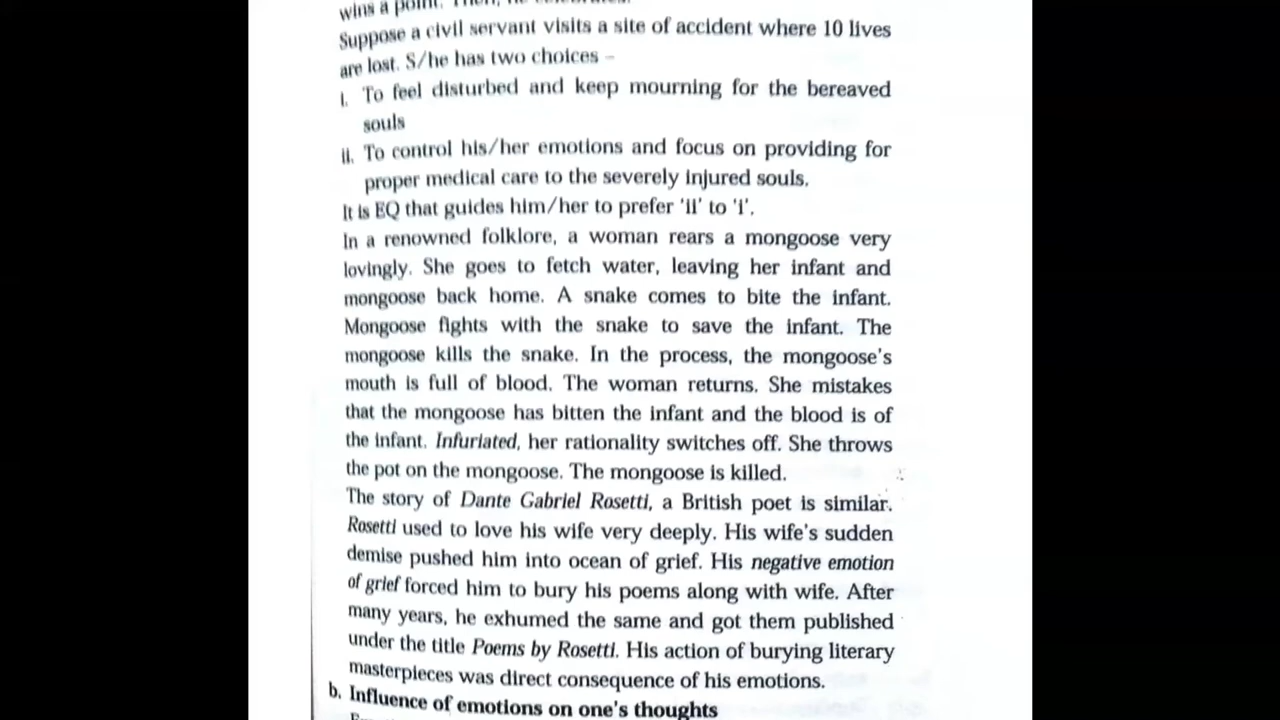 wins a point.
Suppose a civil servant visits a site of accident where 10 lives
are lost. S/he has two choices –
i. To feel disturbed and keep mourning for the bereaved
souls
ii. To control his/her emotions and focus on providing for
proper medical care to the severely injured souls.
It is EQ that guides him/her to prefer 'ii' to 'i'.
In a renowned folklore, a woman rears a mongoose very
lovingly. She goes to fetch water, leaving her infant and
mongoose back home. A snake comes to bite the infant.
Mongoose fights with the snake to save the infant. The
mongoose kills the snake. In the process, the mongoose's
mouth is full of blood. The woman returns. She mistakes
that the mongoose has bitten the infant and the blood is of
the infant. Infuriated, her rationality switches off. She throws
the pot on the mongoose. The mongoose is killed.
The story of Dante Gabriel Rosetti, a British poet is similar.
Rosetti used to love his wife very deeply. His wife's sudden
demise pushed him into ocean of grief. His negative emotion
of grief forced him to bury his poems along with wife. After
many years, he exhumed the same and got them published
under the title Poems by Rosetti. His action of burying literary
masterpieces was direct consequence of his emotions.
b. Influence of emotions on one's thoughts